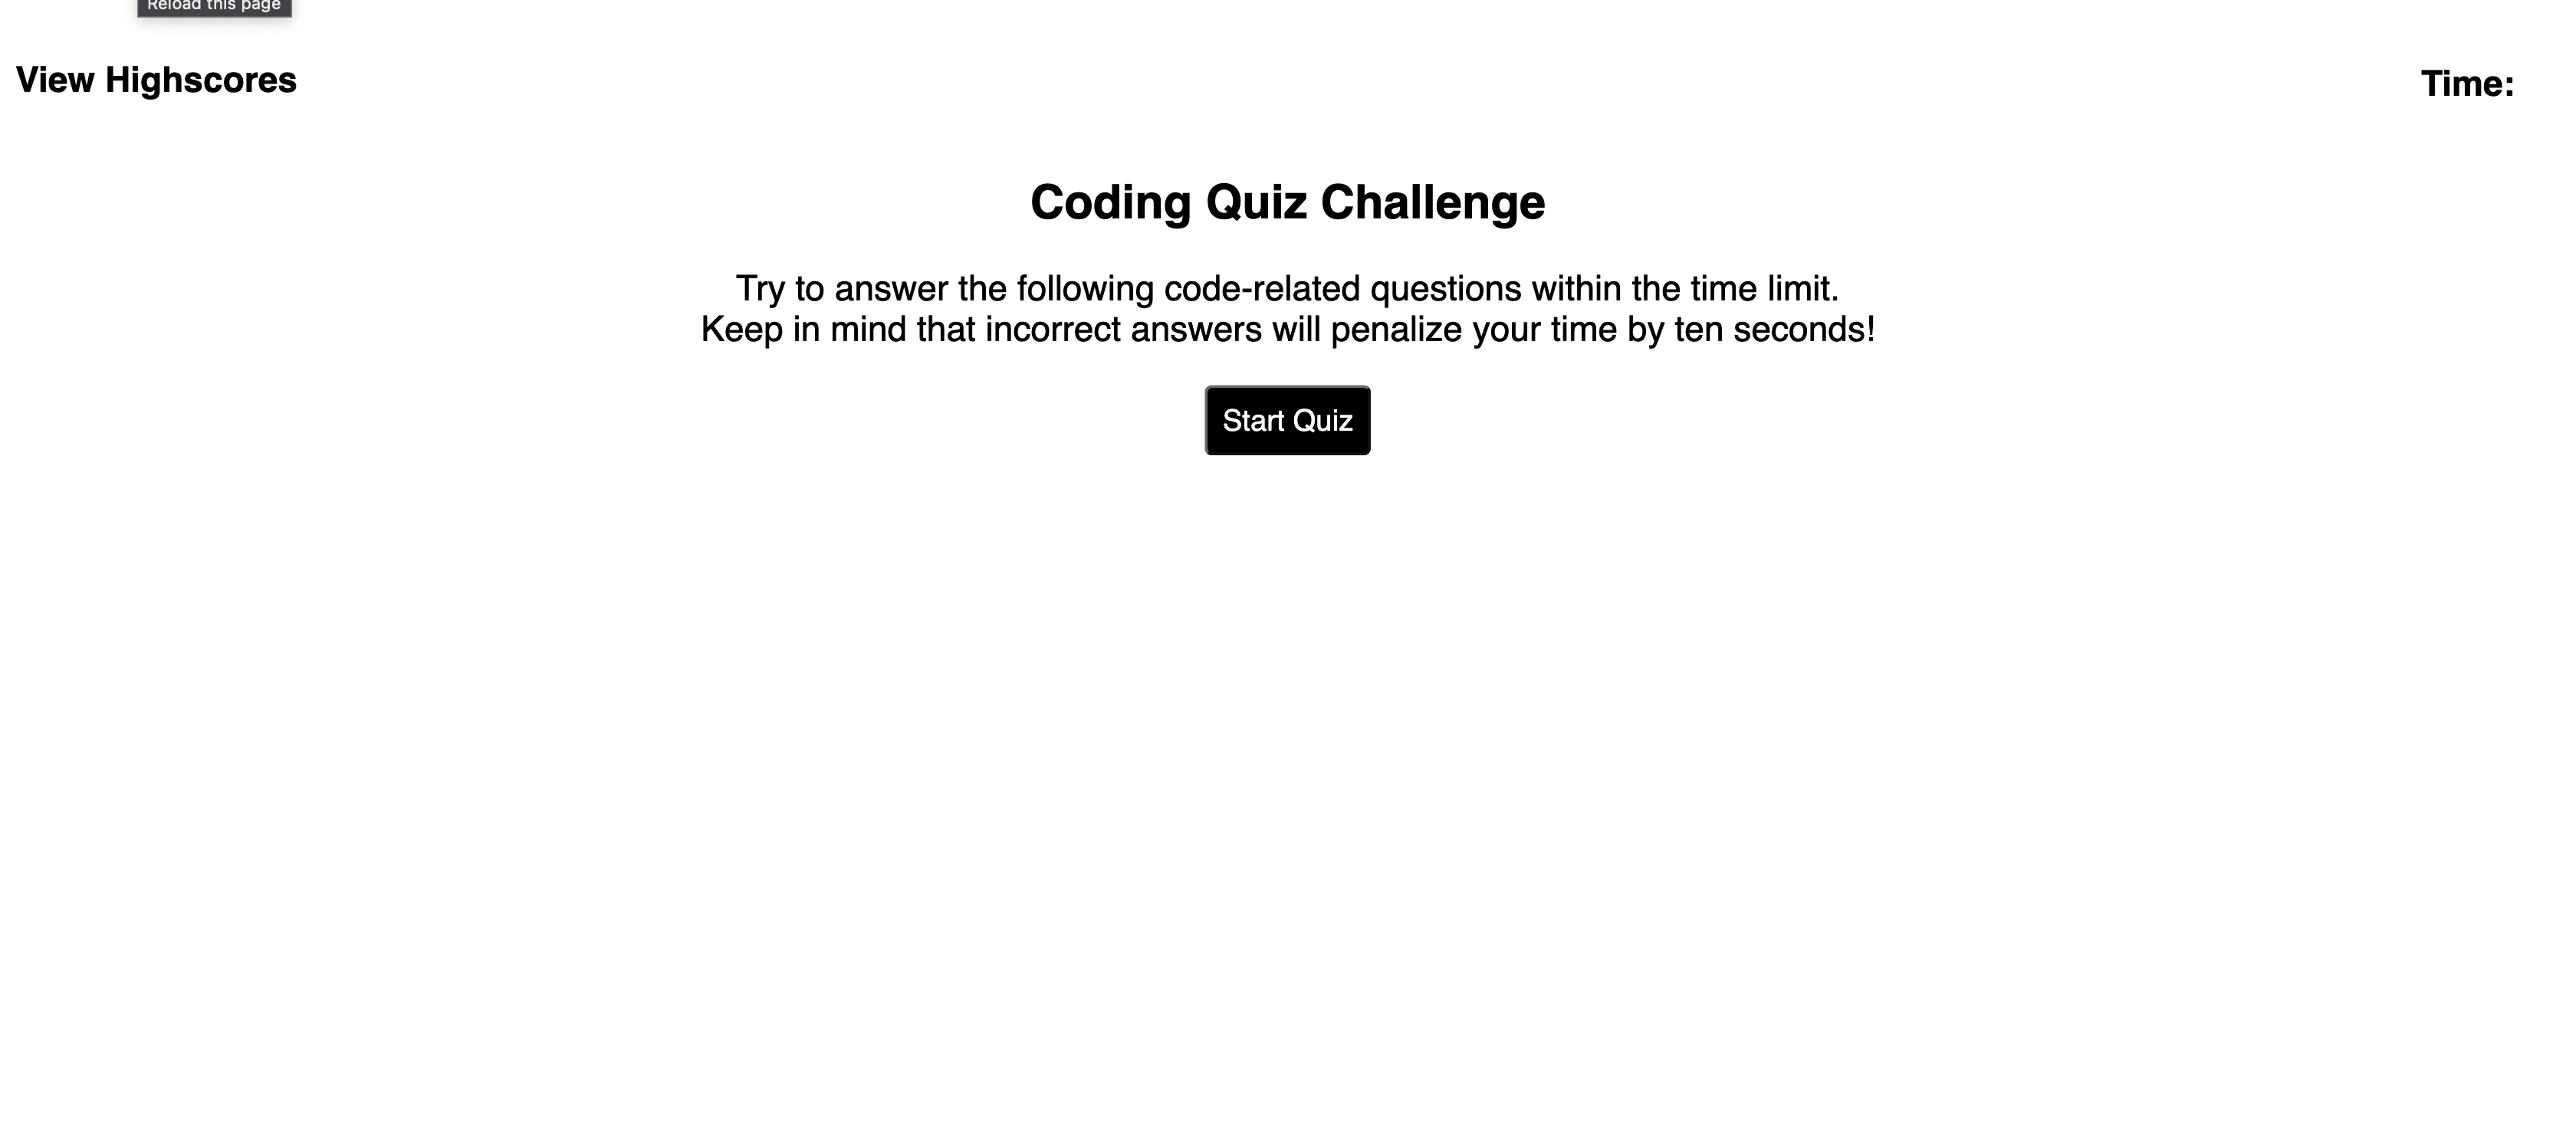 Reload this page
View Highscores
Time:
Coding Quiz Challenge
Try to answer the following code-related questions within the time limit.
Keep in mind that incorrect answers will penalize your time by ten seconds!
Start Quiz